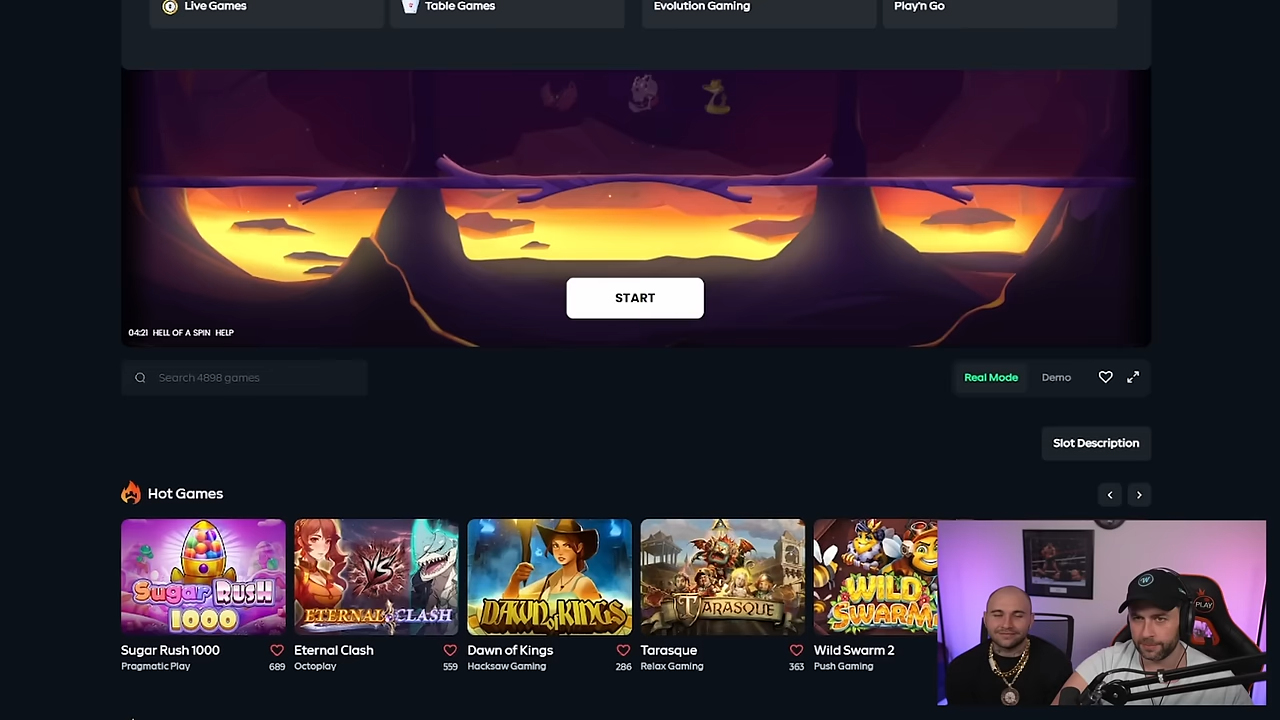 Live Games
Table Games
Evolution Gaming
Play'n Go
START
04:21 HELL OF A SPIN HELP
Search 4898 games
Real Mode
Demo
Slot Description
Hot Games
Sugar Rush
1000
VS
ETERNAL CLASH
DAWN of KINGS
TARASQUE
WILD
SWARM
PLAY
Sugar Rush 1000
Pragmatic Play
689
Eternal Clash
Octoplay
559
Dawn of Kings
Hacksaw Gaming
286
Tarasque
Relax Gaming
363
Wild Swarm 2
Push Gaming